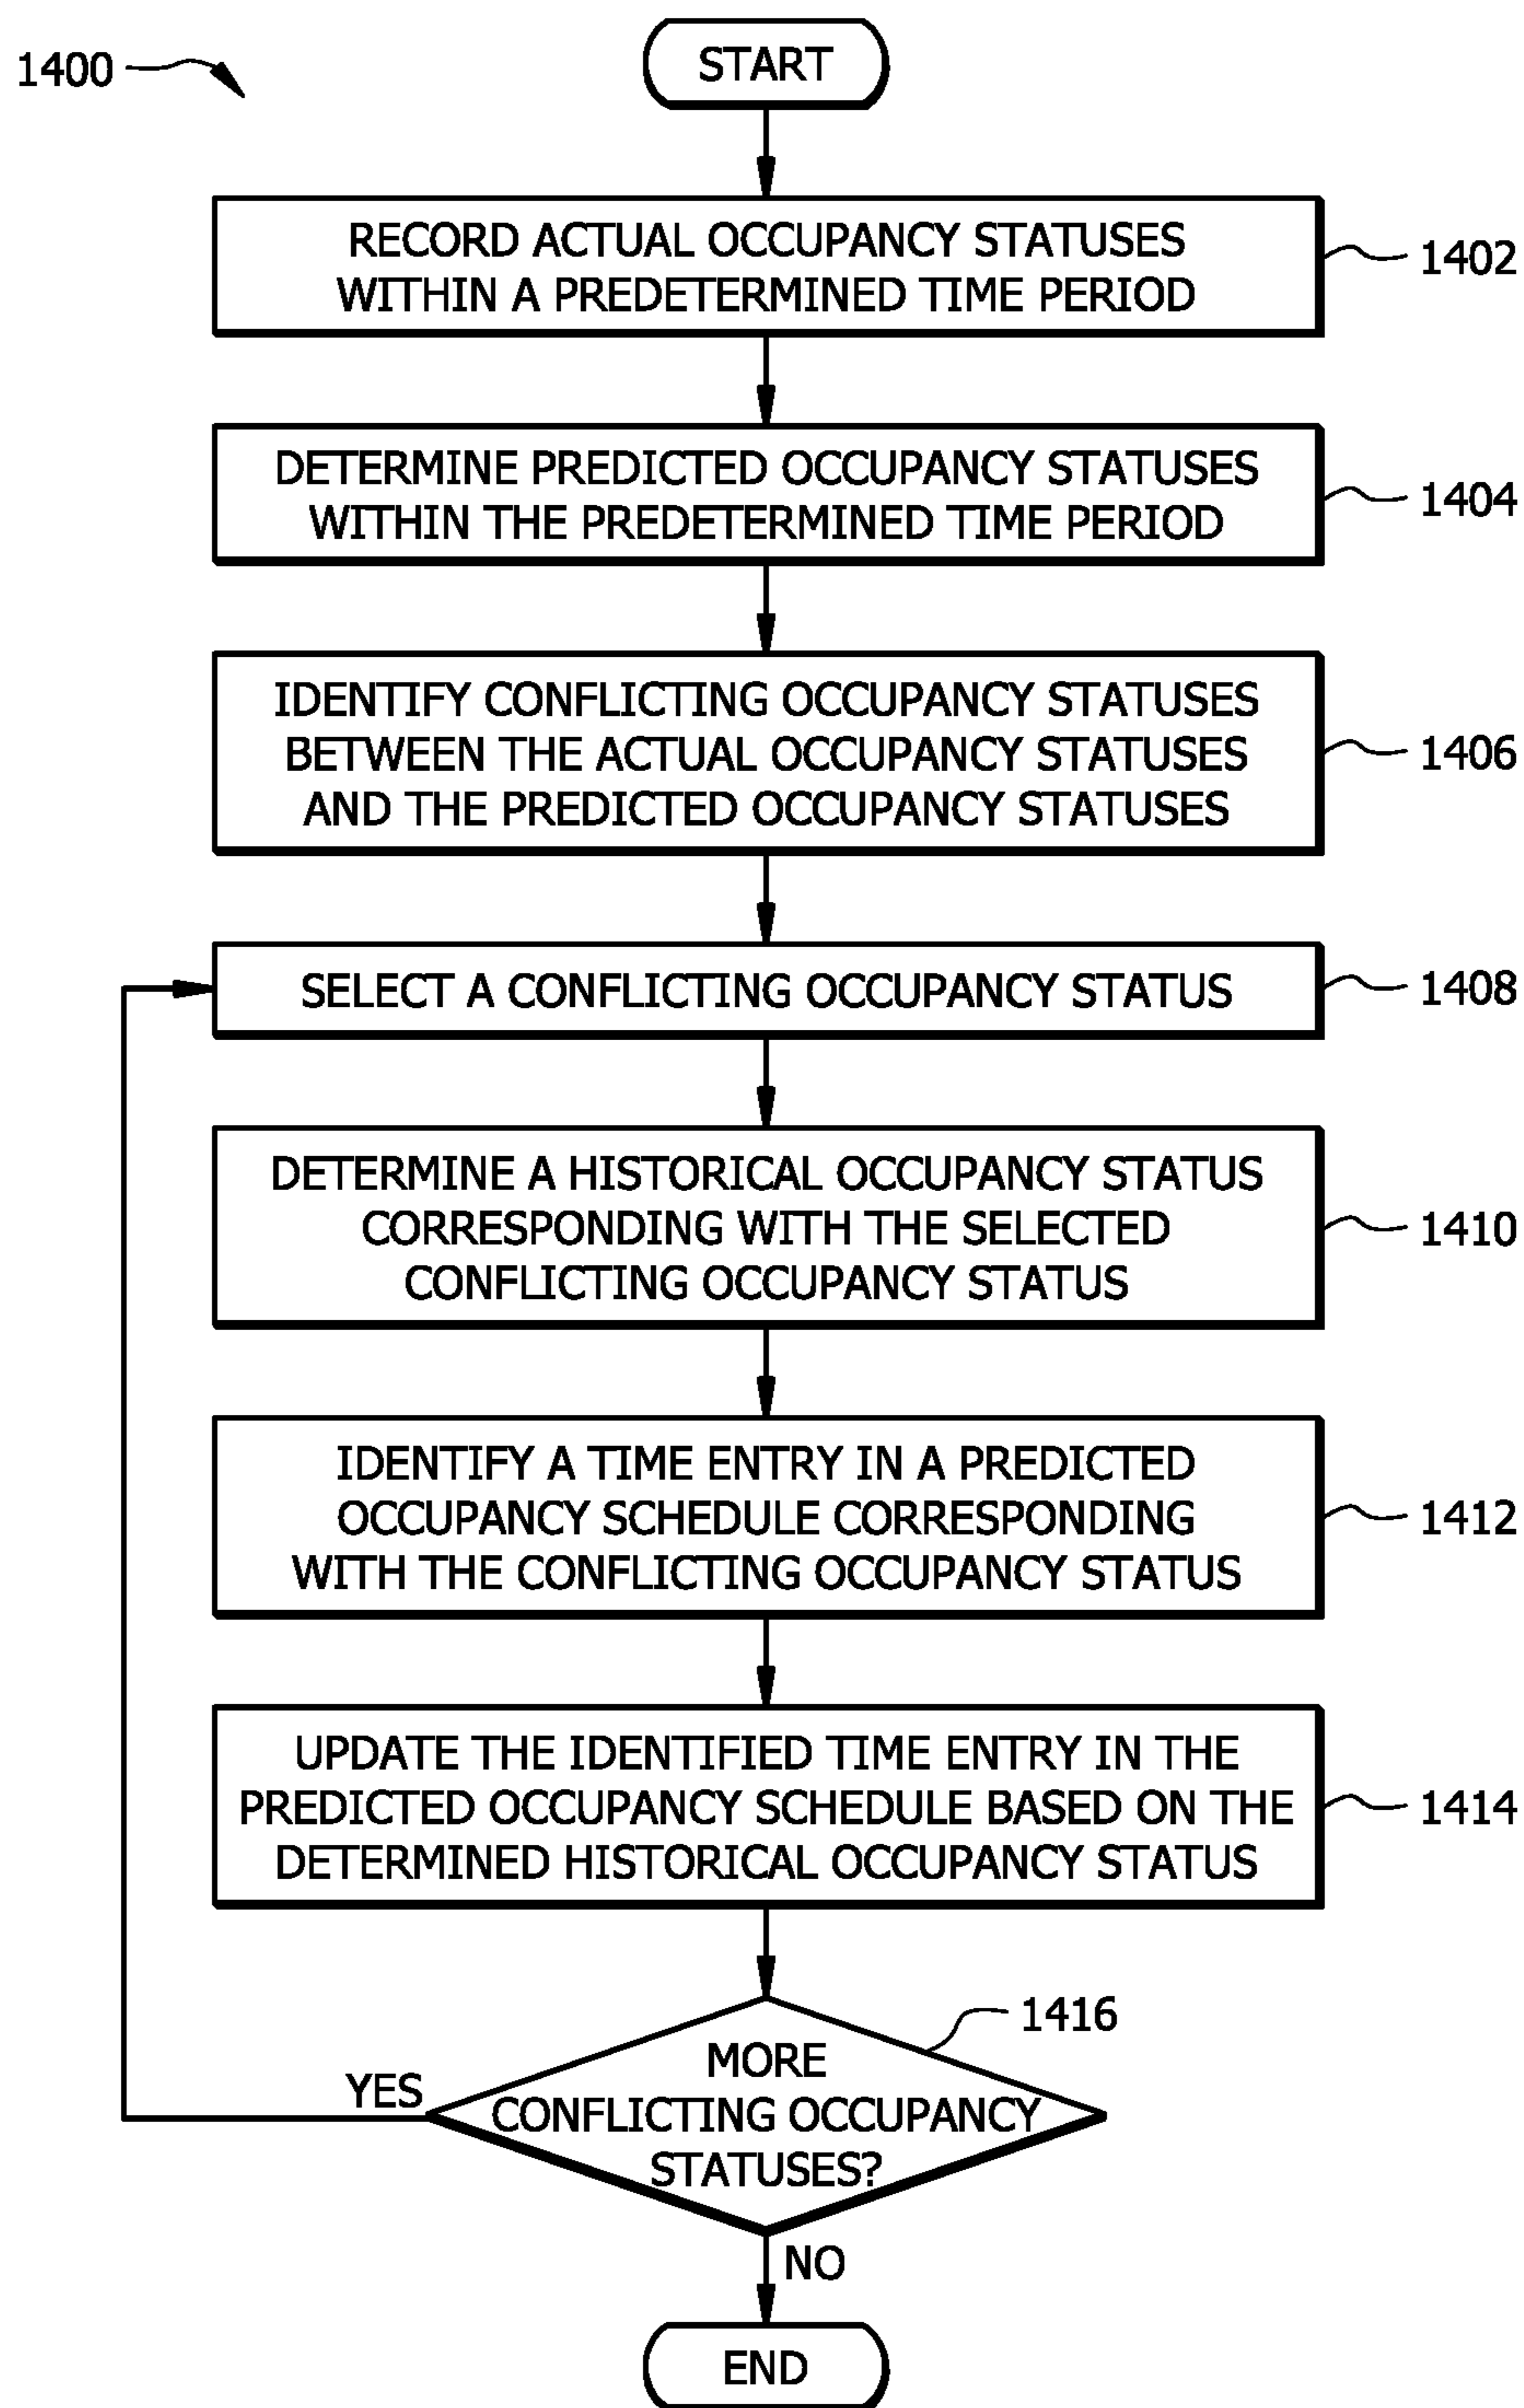 1400
START
RECORD ACTUAL OCCUPANCY STATUSES
WITHIN A PREDETERMINED TIME PERIOD
1402
DETERMINE PREDICTED OCCUPANCY STATUSES
WITHIN THE PREDETERMINED TIME PERIOD
1404
IDENTIFY CONFLICTING OCCUPANCY STATUSES
BETWEEN THE ACTUAL OCCUPANCY STATUSES
AND THE PREDICTED OCCUPANCY STATUSES
1406
SELECT A CONFLICTING OCCUPANCY STATUS
1408
DETERMINE A HISTORICAL OCCUPANCY STATUS
CORRESPONDING WITH THE SELECTED
CONFLICTING OCCUPANCY STATUS
1410
IDENTIFY A TIME ENTRY IN A PREDICTED
OCCUPANCY SCHEDULE CORRESPONDING
WITH THE CONFLICTING OCCUPANCY STATUS
1412
UPDATE THE IDENTIFIED TIME ENTRY IN THE
PREDICTED OCCUPANCY SCHEDULE BASED ON THE
DETERMINED HISTORICAL OCCUPANCY STATUS
1414
1416
MORE
CONFLICTING OCCUPANCY
STATUSES?
YES
NO
END